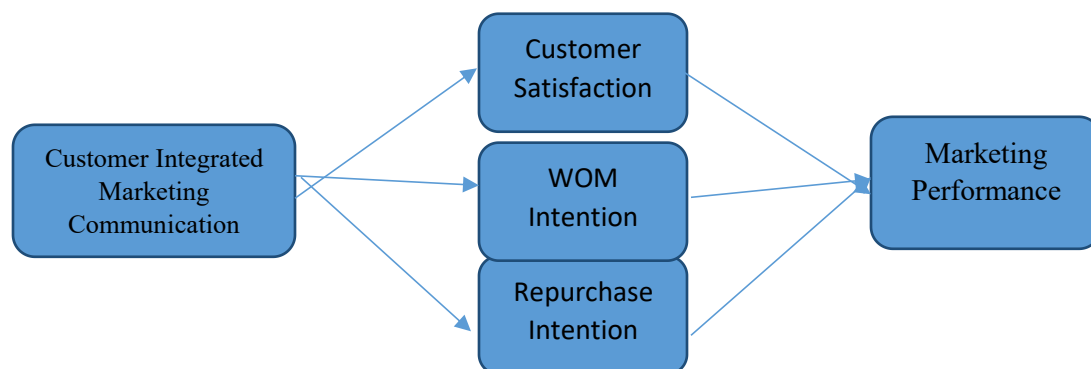 Customer Integrated
Marketing
Communication
Customer
Satisfaction
WOM
Intention
Repurchase
Intention
Marketing
Performance